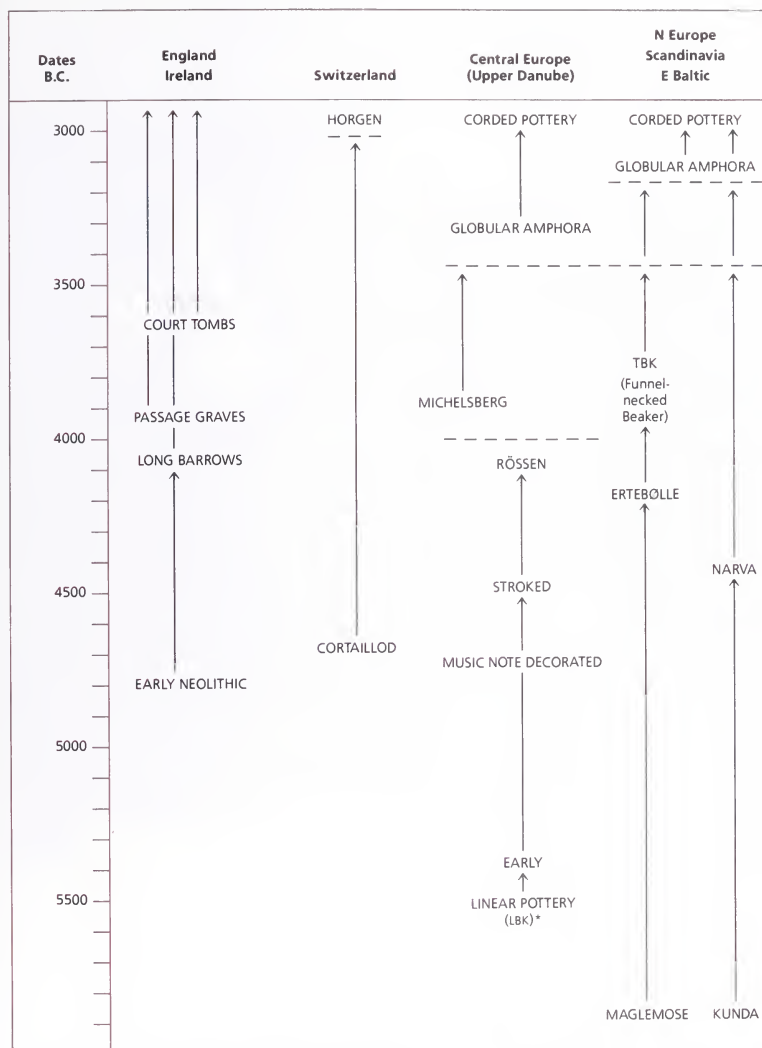 Dates
B.C.
England
Ireland
Switzerland
Central Europe
(Upper Danube)
N Europe
Scandinavia
E Baltic
3000
3500
4000
4500
5000
5500
COURT TOMBS
PASSAGE GRAVES
LONG BARROWS
EARLY NEOLITHIC
HORGEN
CORTAILLOD
CORDED POTTERY
GLOBULAR AMPHORA
MICHELSBERG
RÖSSEN
STROKED
MUSIC NOTE DECORATED
EARLY
LINEAR POTTERY
(LBK)*
CORDED POTTERY
GLOBULAR AMPHORA
TBK
(Funnel-
necked
Beaker)
ERTEBØLLE
NARVA
MAGLEMOSE
KUNDA